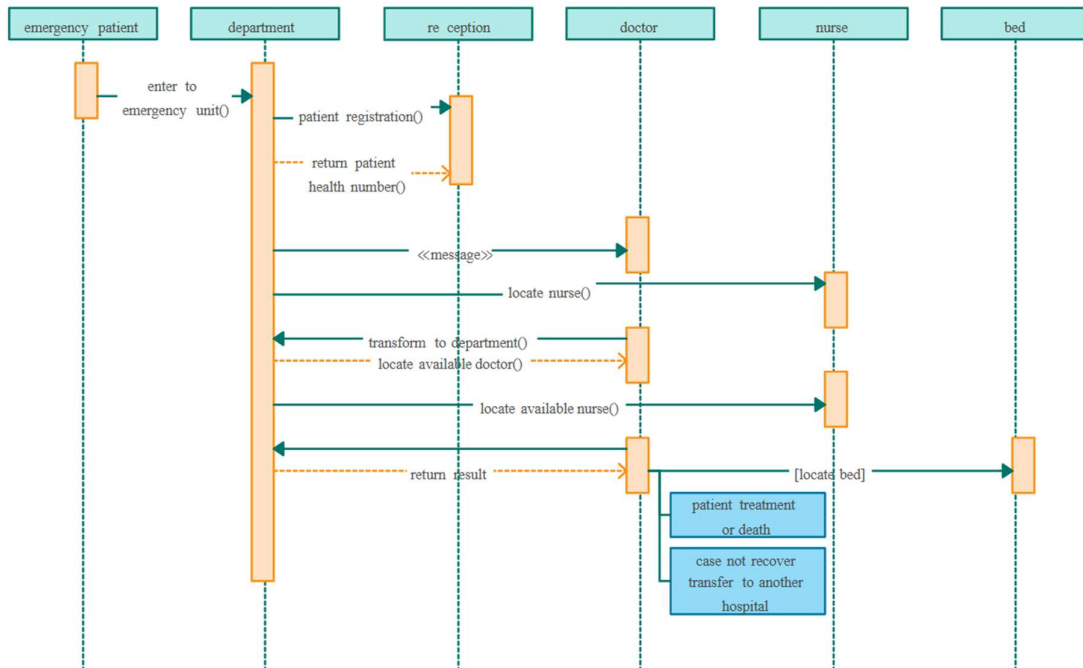 emergency patient
department
re ception
doctor
nurse
bed
enter to
emergency unit()
patient registration()
return patient
health number()
≪message≫
locate nurse()
transform to department()
locate available doctor()
locate available nurse()
return result
[locate bed]
patient treatment
or death
case not recover
transfer to another
hospital